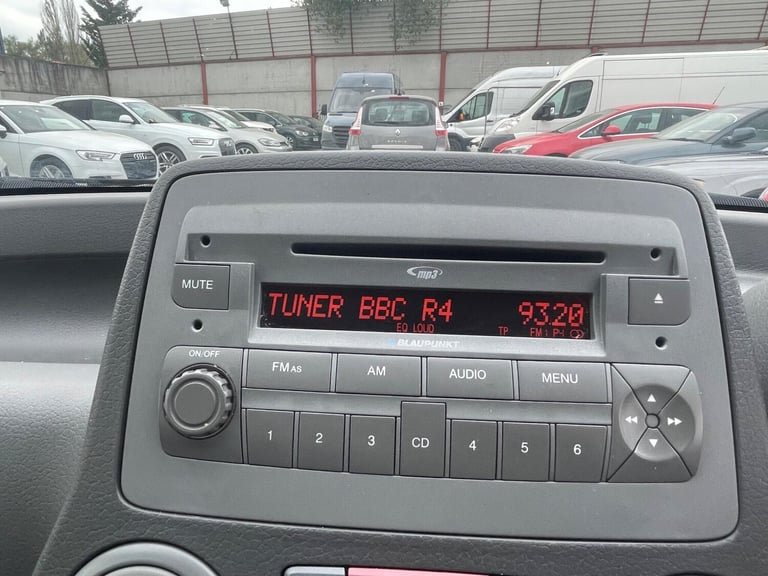 mp3
MUTE
TUNER BBC R4 93.20
EQ LOUD TP FM1
BLAUPUNKT
ON/OFF
FM AS AM AUDIO MENU
1 2 3 CD 4 5 6